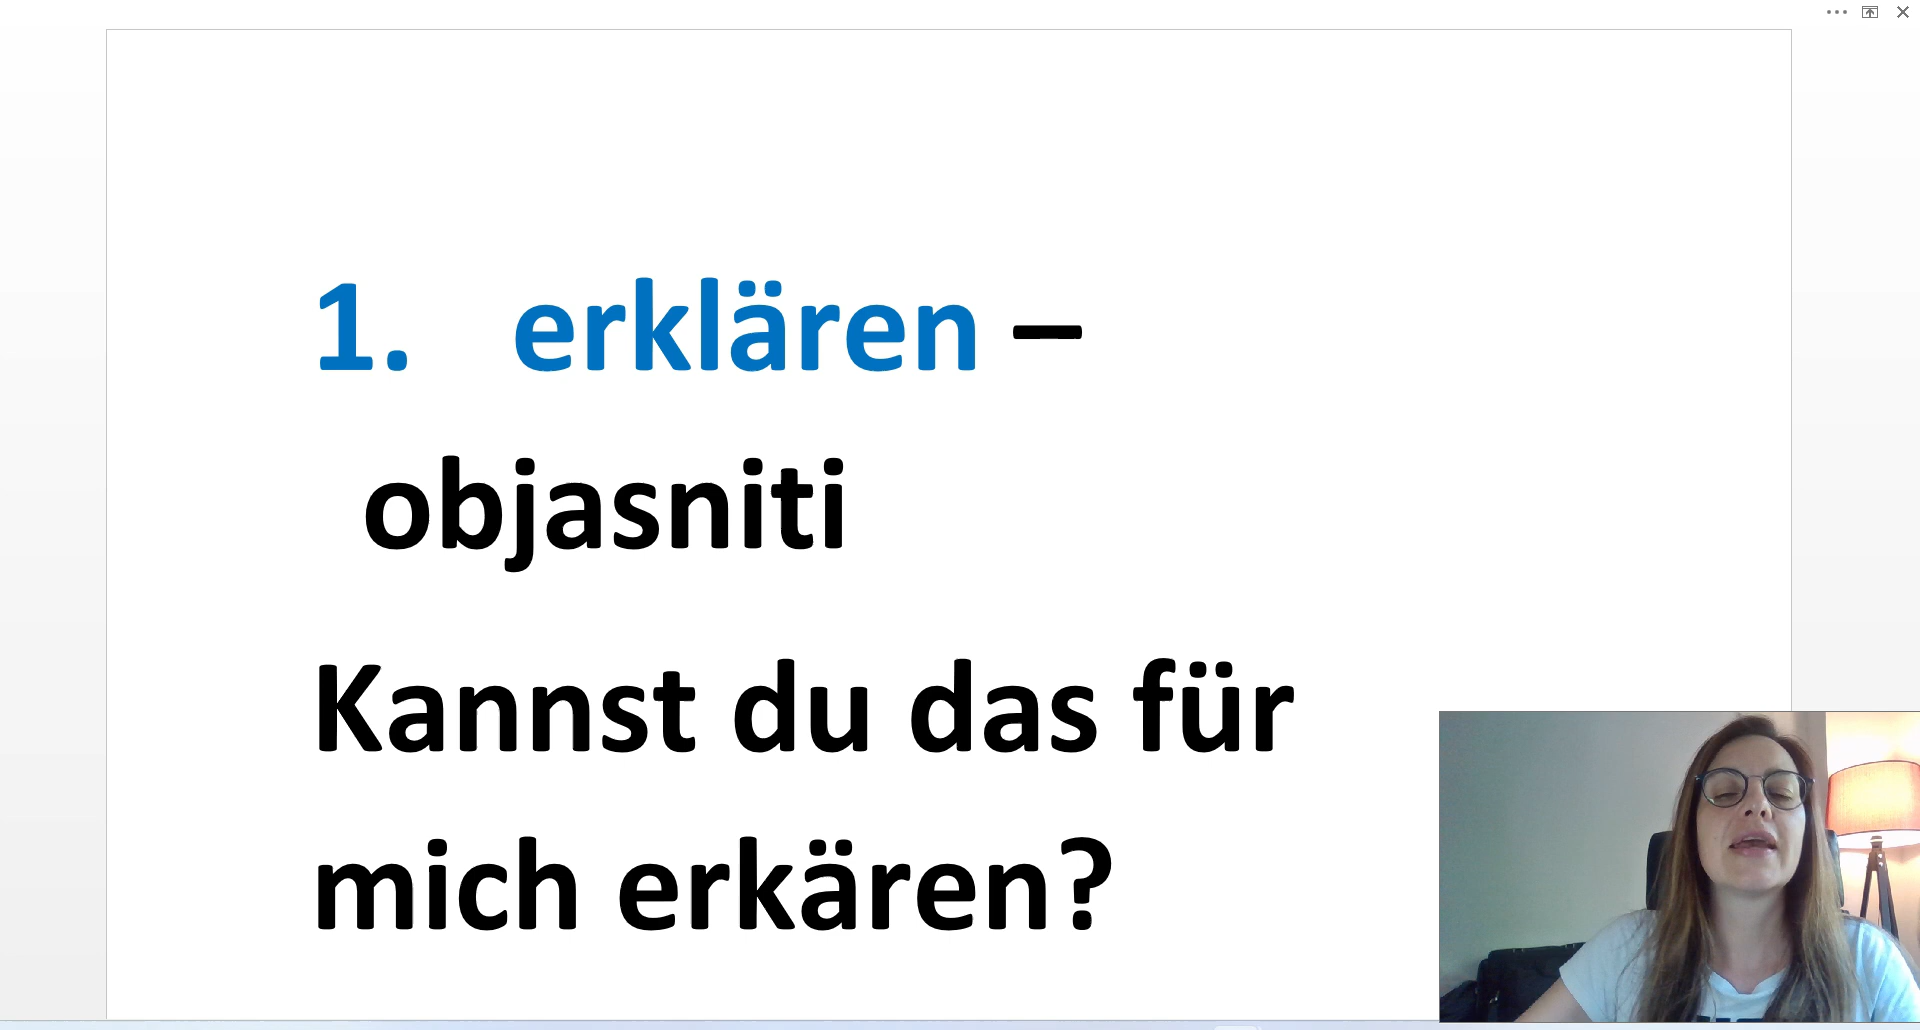 1. erklären –
objasniti
Kannst du das für
mich erkären?